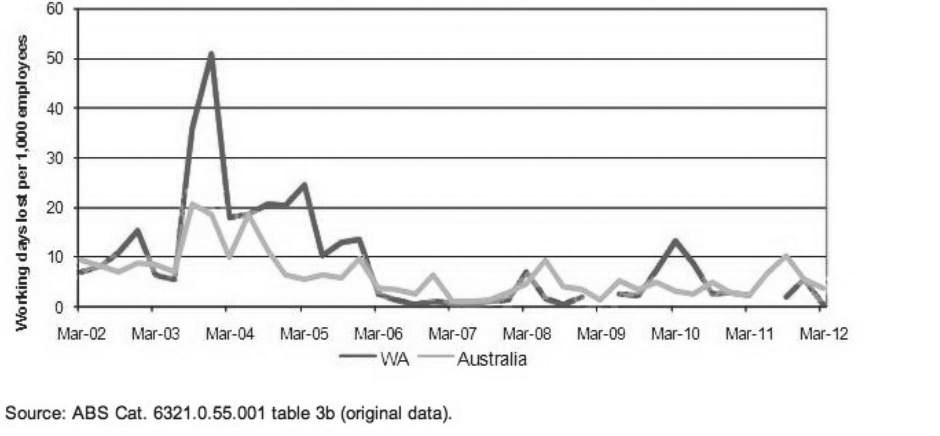 60
50
40
30
20
10
0
Working days lost per 1,000 employees
Mar-02 Mar-03 Mar-04 Mar-05 Mar-06 Mar-07 Mar-08 Mar-09 Mar-10 Mar-11 Mar-12
WA Australia
Source: ABS Cat. 6321.0.55.001 table 3b (original data).